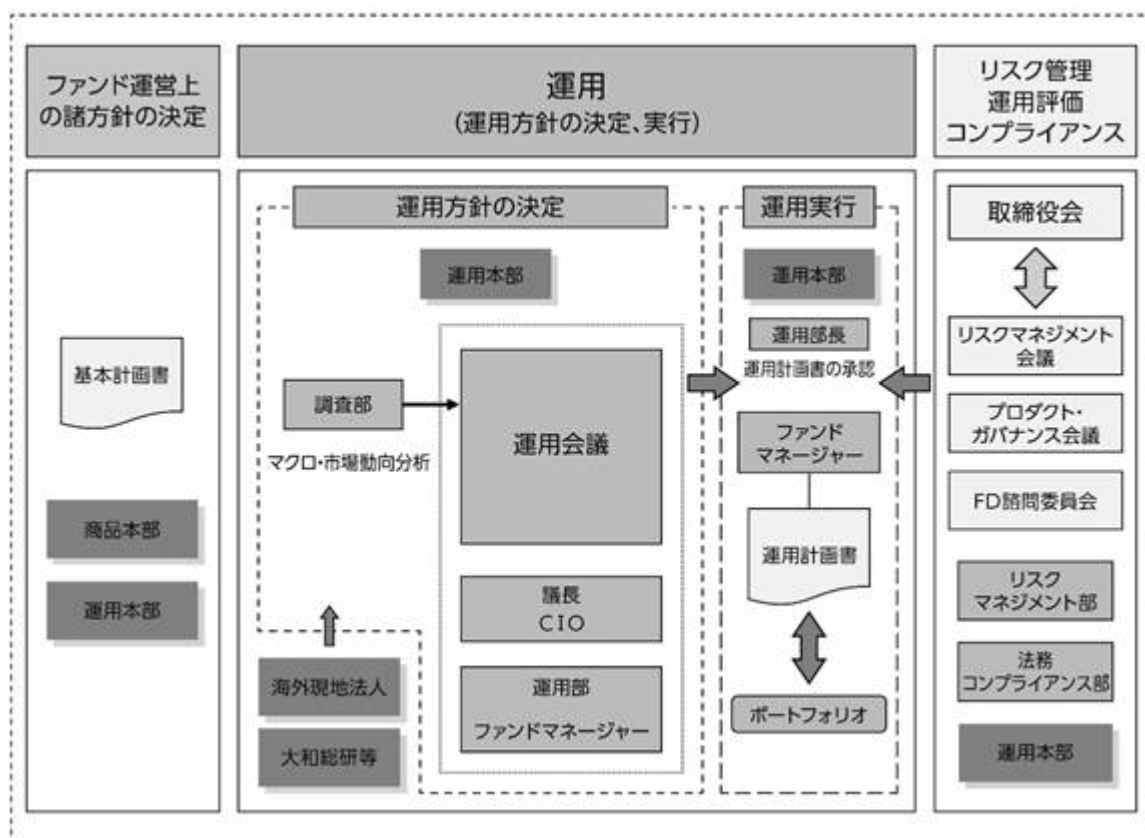 ファンド運営上
の諸方針の決定
運用
(運用方針の決定、実行)
リスク管理
運用評価
コンプライアンス
基本計画書
商品本部
運用本部
運用方針の決定
運用本部
調査部
マクロ・市場動向分析
運用会議
議長
CIO
運用部
ファンドマネージャー
海外現地法人
大和総研等
運用実行
運用本部
運用部長
運用計画書の承認
ファンド
マネージャー
運用計画書
ポートフォリオ
取締役会
リスクマネジメント
会議
プロダクト・
ガバナンス会議
FD諮問委員会
リスク
マネジメント部
法務
コンプライアンス部
運用本部